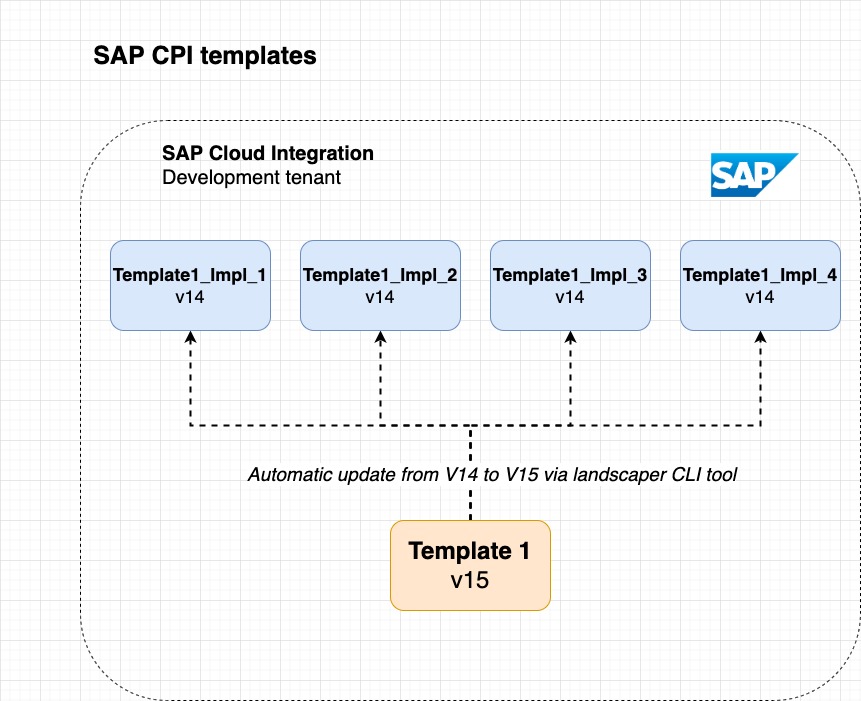 SAP CPI templates
SAP Cloud Integration
Development tenant
SAP
Template1_Impl_1
v14
Template1_Impl_2
v14
Template1_Impl_3
v14
Template1_Impl_4
v14
Automatic update from V14 to V15 via landscaper CLI tool
Template 1
v15